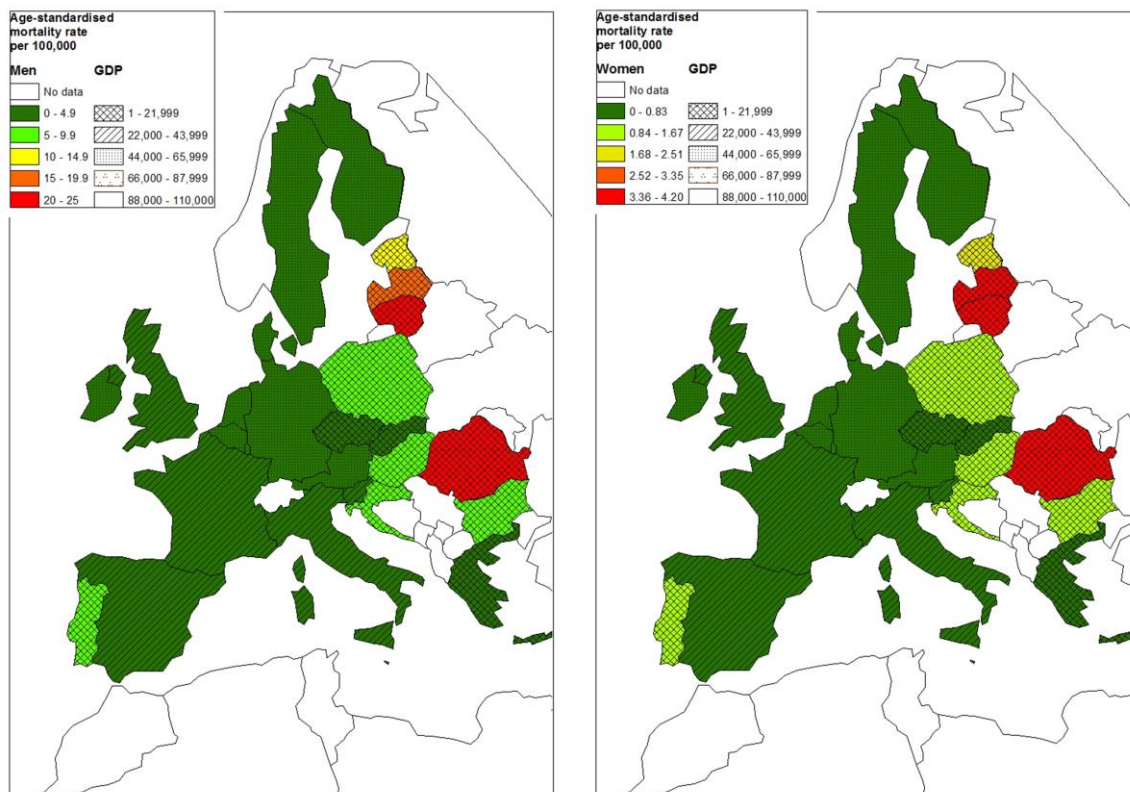 Age-standardised
mortality rate
per 100,000
Men GDP
No data
0 - 4.9 1 - 21,999
5 - 9.9 22,000 - 43,999
10 - 14.9 44,000 - 65,999
15 - 19.9 66,000 - 87,999
20 - 25 88,000 - 110,000
Age-standardised
mortality rate
per 100,000
Women GDP
No data
0 - 0.83 1 - 21,999
0.84 - 1.67 22,000 - 43,999
1.68 - 2.51 44,000 - 65,999
2.52 - 3.35 66,000 - 87,999
3.36 - 4.20 88,000 - 110,000